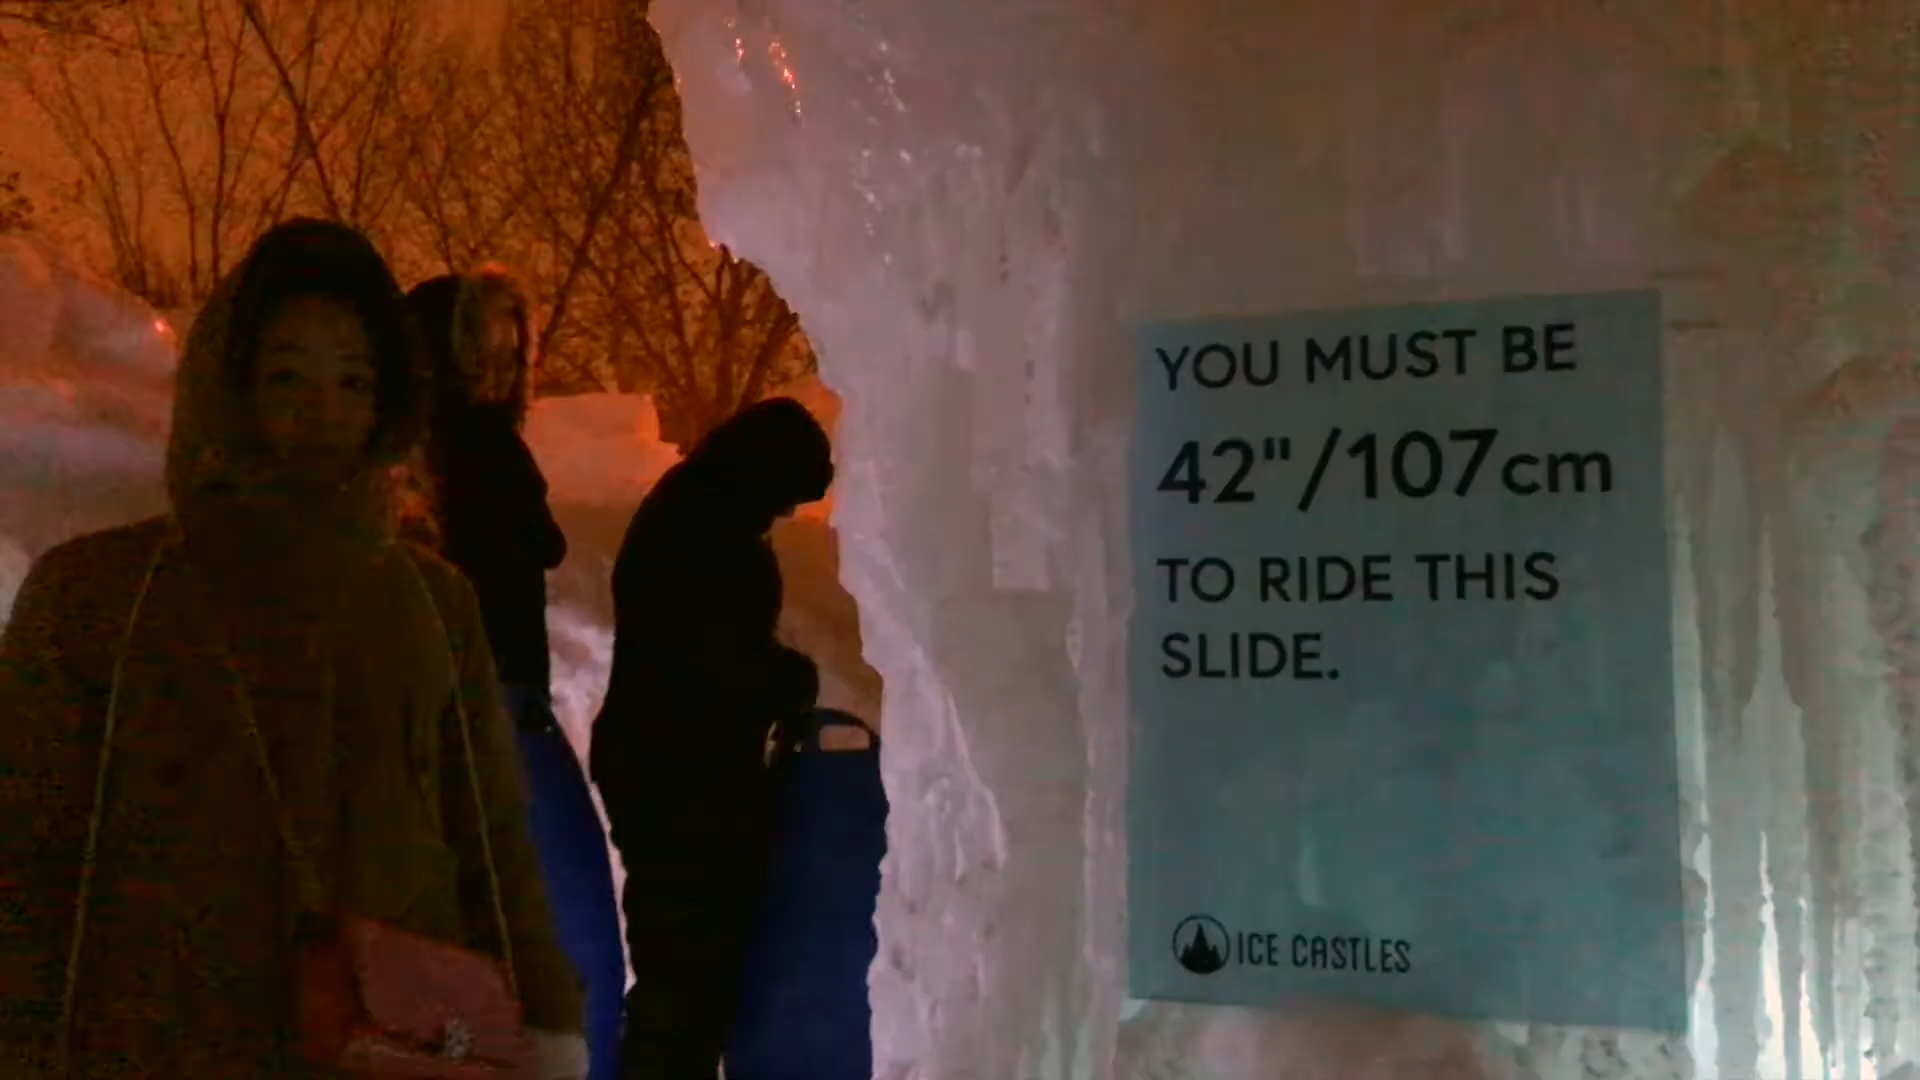 YOU MUST BE
42"/107cm
TO RIDE THIS
SLIDE.
ICE CASTLES